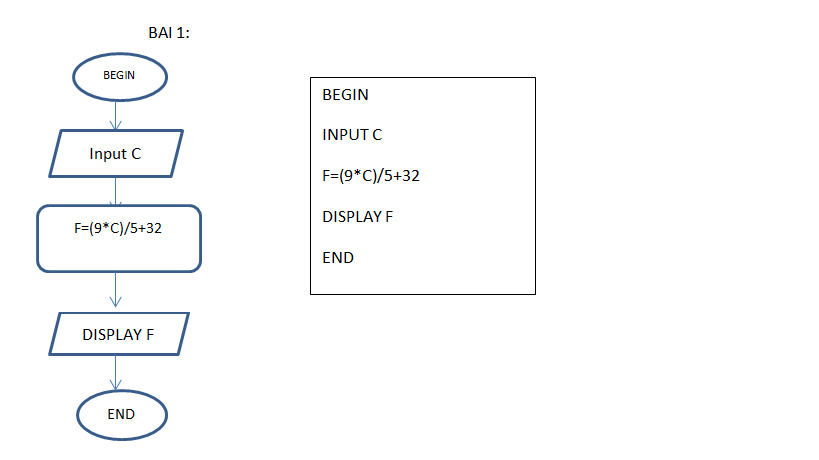 BAI 1:
BEGIN
Input C
F=(9*C)/5+32
DISPLAY F
END
BEGIN
INPUT C
F=(9*C)/5+32
DISPLAY F
END